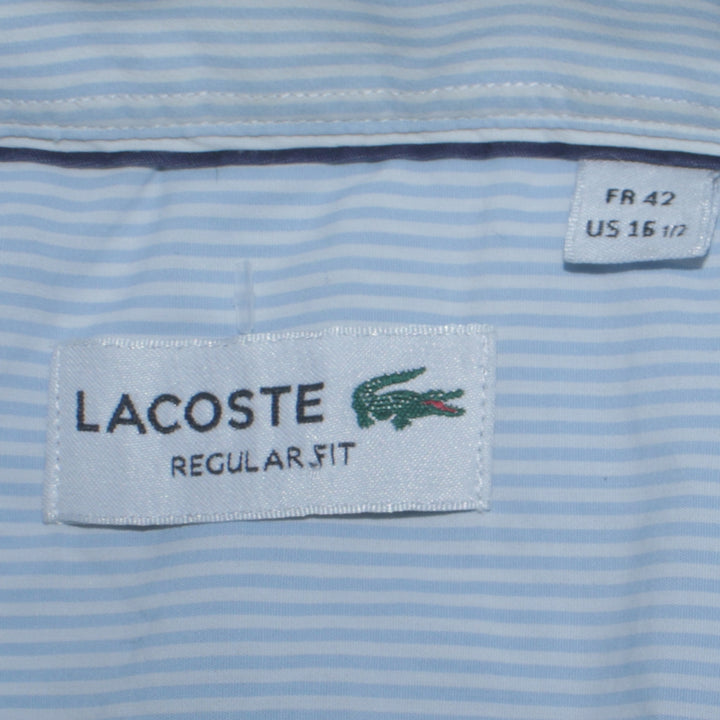 FR 42
US 16 1/2
LACOSTE
REGULAR FIT